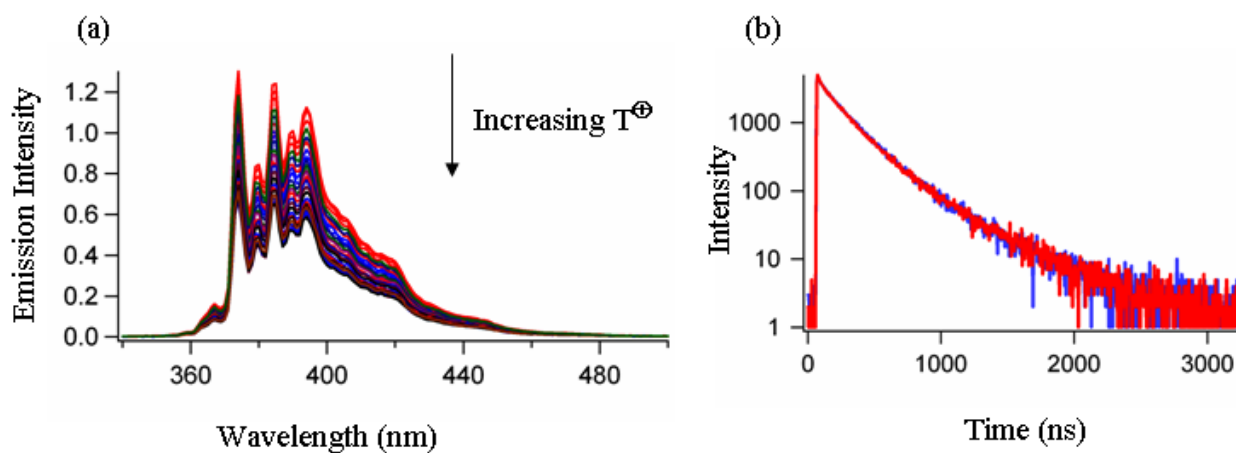 (a)
Emission Intensity
1.2
1.0
0.8
0.6
0.4
0.2
0.0
Increasing T⊕
360 400 440 480
Wavelength (nm)
(b)
Intensity
1000
100
10
1
0 1000 2000 3000
Time (ns)